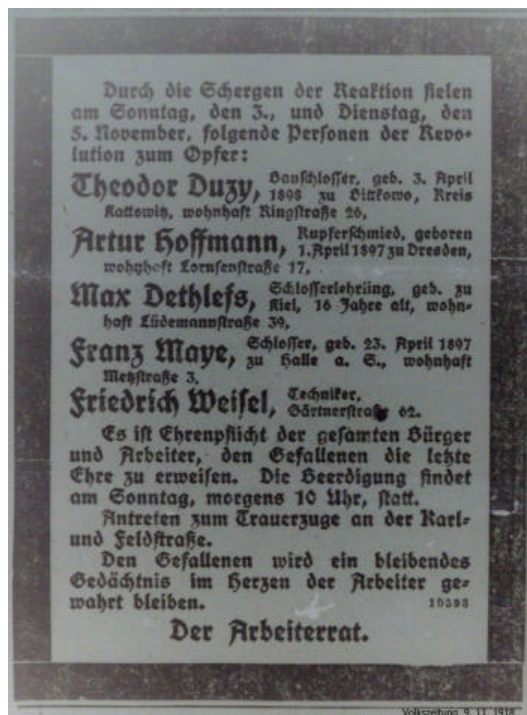 Durch die Schergen der Reaktion fielen
am Sonntag, den 3., und Dienstag, den
5. November, folgende Personen der Revo-
lution zum Opfer:
Theodor Duzy, Bauschlosser, geb. 3. April
1898 zu Bittkowo, Kreis
Kattowitz, wohnhaft Ringstraße 26,
Artur Hoffmann, Kupferschmied, geboren
1. April 1897 zu Dresden,
wohnhaft Lornsenstraße 17,
Max Dethlefs, Schlosserlehrling, geb. zu
Kiel, 16 Jahre alt, wohn-
haft Lüdemannstraße 39,
Franz Maye, Schlosser, geb. 23. April 1897
zu Halle a. S., wohnhaft
Metzstraße 3,
Friedrich Weisel, Techniker,
Gärtnerstraße 62.
Es ist Ehrenpflicht der gesamten Bürger
und Arbeiter, den Gefallenen die letzte
Ehre zu erweisen. Die Beerdigung findet
am Sonntag, morgens 10 Uhr, statt.
Antreten zum Trauerzuge an der Karl-
und Feldstraße.
Den Gefallenen wird ein bleibendes
Gedächtnis im Herzen der Arbeiter ge-
wahrt bleiben. 10393
Der Arbeiterrat.
Volkszeitung 9. 11. 1918